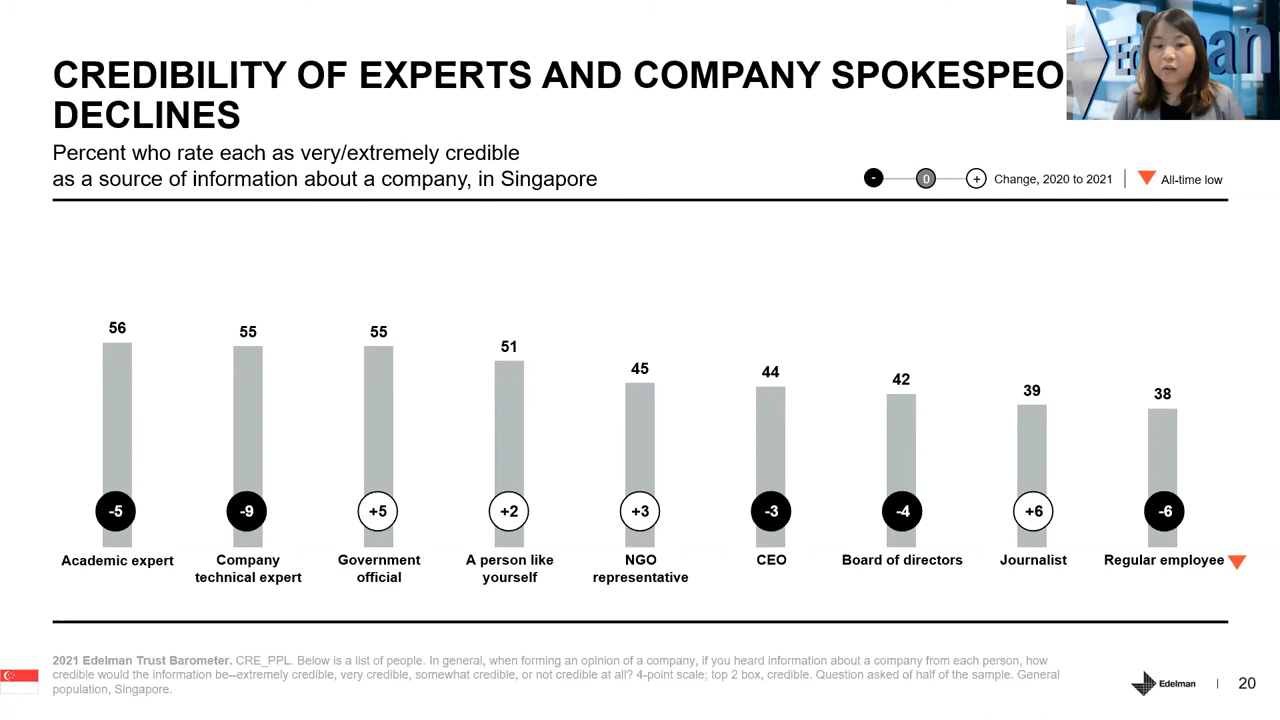 CREDIBILITY OF EXPERTS AND COMPANY SPOKESPEO
DECLINES
Percent who rate each as very/extremely credible
as a source of information about a company, in Singapore
- 0 + Change, 2020 to 2021 All-time low
56 55 55 51 45 44 42 39 38
-5 -9 +5 +2 +3 -3 -4 +6 -6
Academic expert
Company
technical expert
Government
official
A person like
yourself
NGO
representative
CEO
Board of directors
Journalist
Regular employee
2021 Edelman Trust Barometer. CRE_PPL. Below is a list of people. In general, when forming an opinion of a company, if you heard information about a company from each person, how
credible would the information be--extremely credible, very credible, somewhat credible, or not credible at all? 4-point scale; top 2 box, credible. Question asked of half of the sample. General
population, Singapore.
Edelman
20